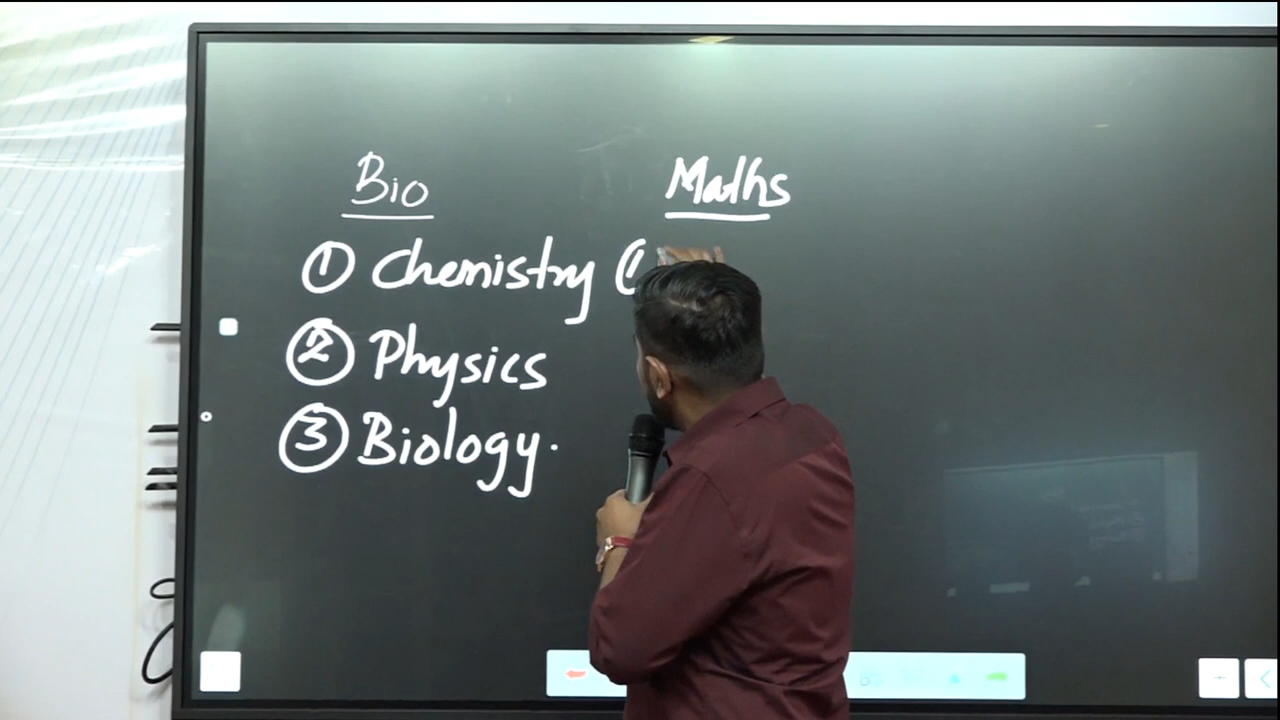 Bio Maths
① Chemistry (
② Physics
③ Biology.